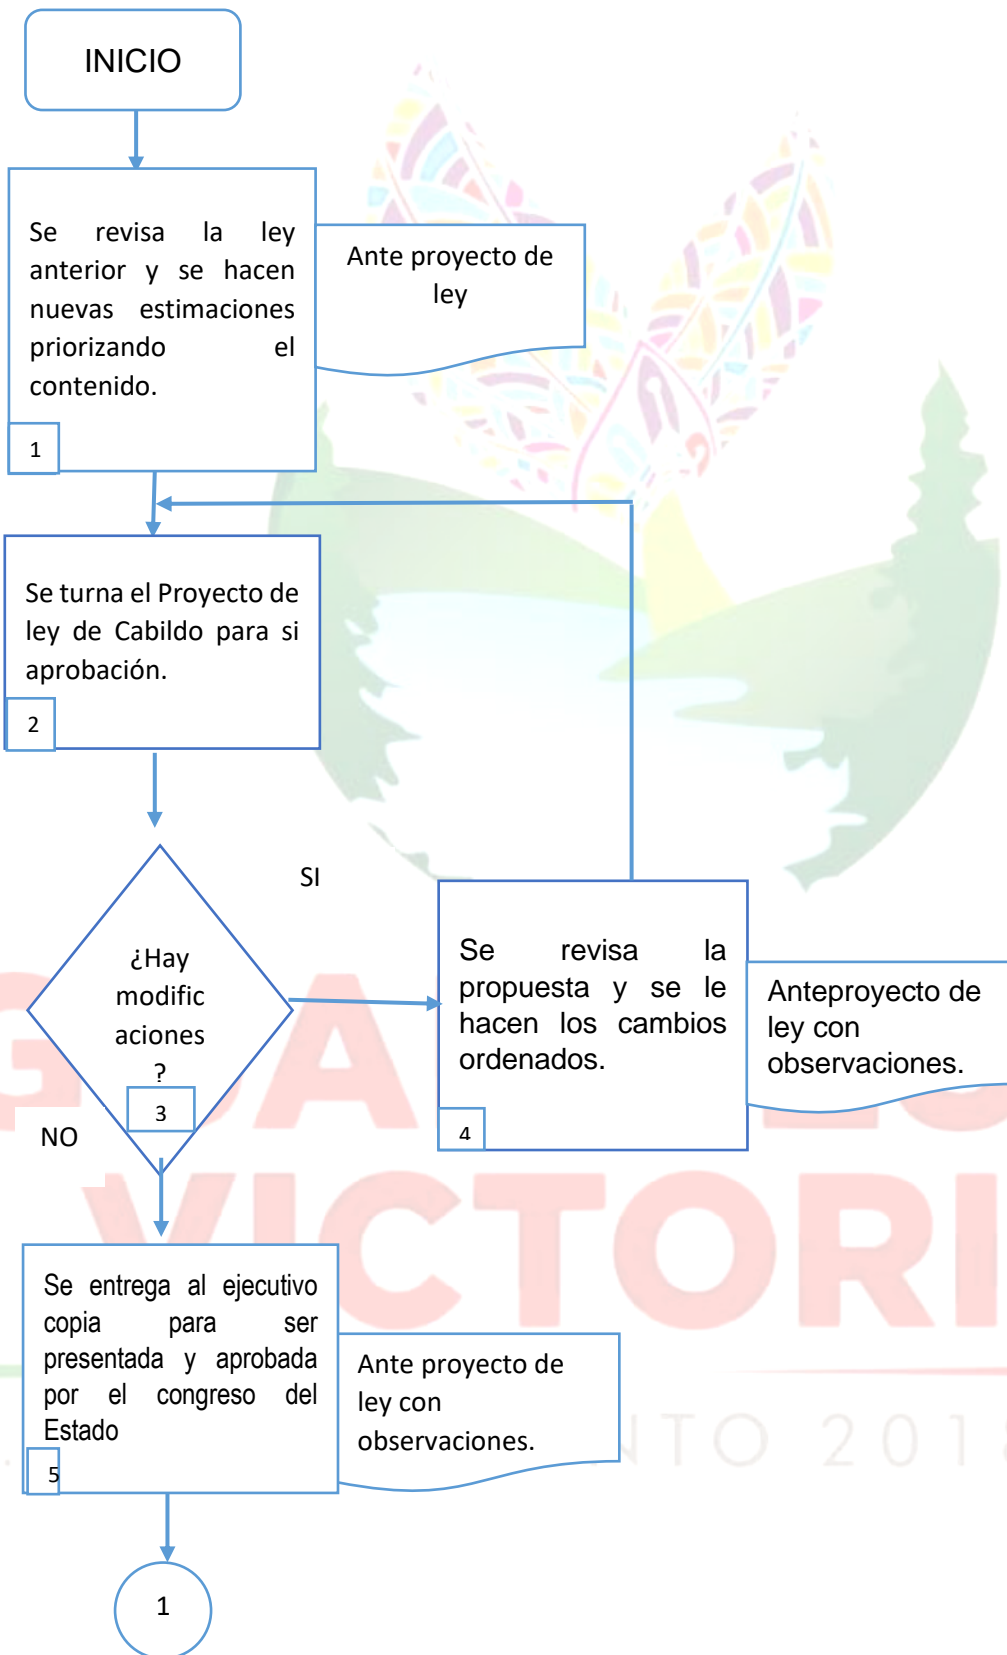 INICIO
Se revisa la ley
anterior y se hacen
nuevas estimaciones
priorizando el
contenido.
1
Ante proyecto de
ley
Se turna el Proyecto de
ley de Cabildo para si
aprobación.
2
¿Hay
modific
aciones
?
3
SI
NO
Se revisa la
propuesta y se le
hacen los cambios
ordenados.
4
Anteproyecto de
ley con
observaciones.
Se entrega al ejecutivo
copia para ser
presentada y aprobada
por el congreso del
Estado
5
Ante proyecto de
ley con
observaciones.
1
VICTORI